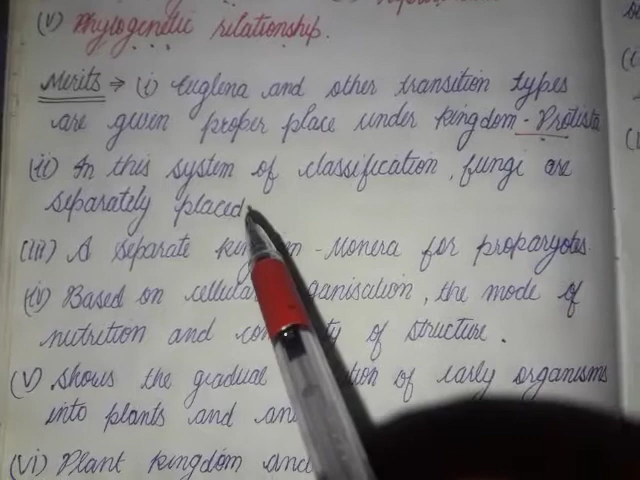 (v) Phylogenetic relationship.
Merits → (i) Euglena and other transition types
are given proper place under kingdom - Protista
(ii) In this system of classification, fungi are
separately placed
(iii) A separate kingdom - Monera for prokaryotes.
(iv) Based on cellular organisation, the mode of
nutrition and of structure.
(v) Shows the gradual of early organisms
into plants and
(vi) Plant kingdom and